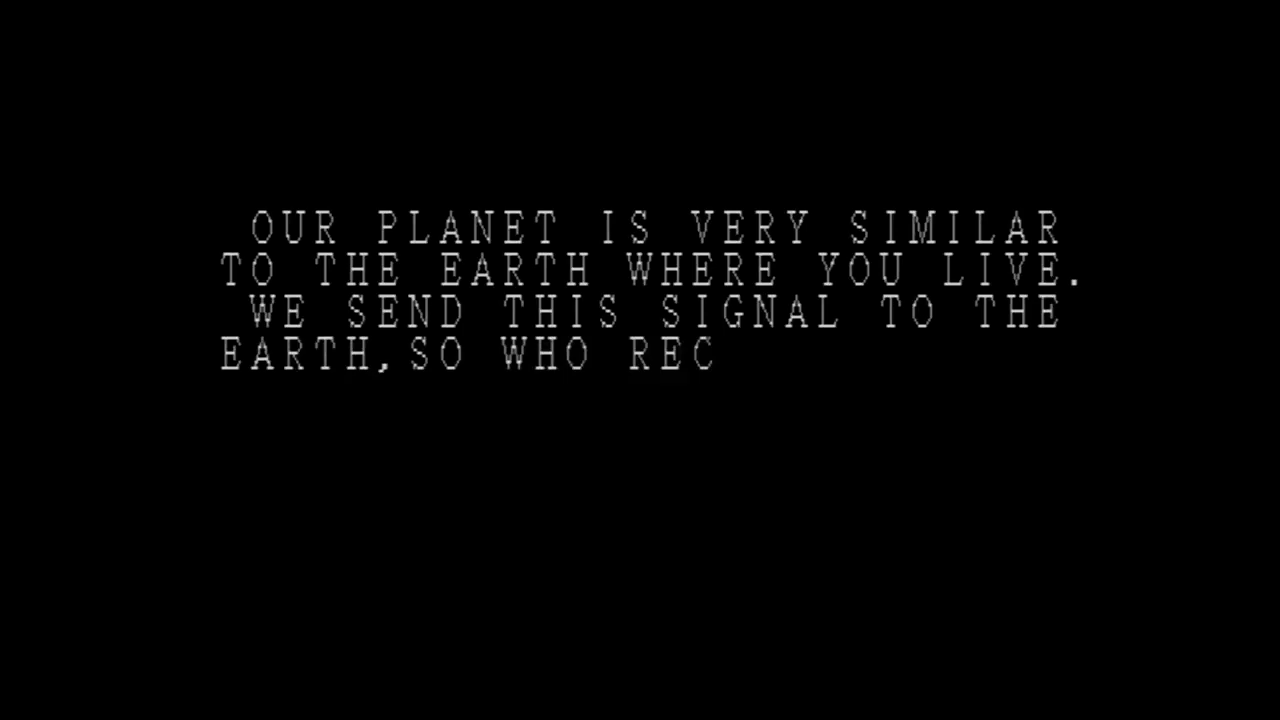 OUR PLANET IS VERY SIMILAR
TO THE EARTH WHERE YOU LIVE.
WE SEND THIS SIGNAL TO THE
EARTH,SO WHO REC